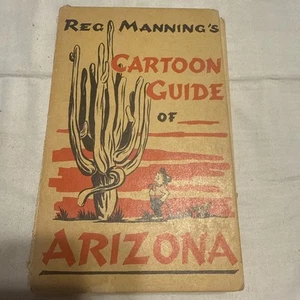 REG MANNING'S
CARTOON
GUIDE
OF
ARIZONA